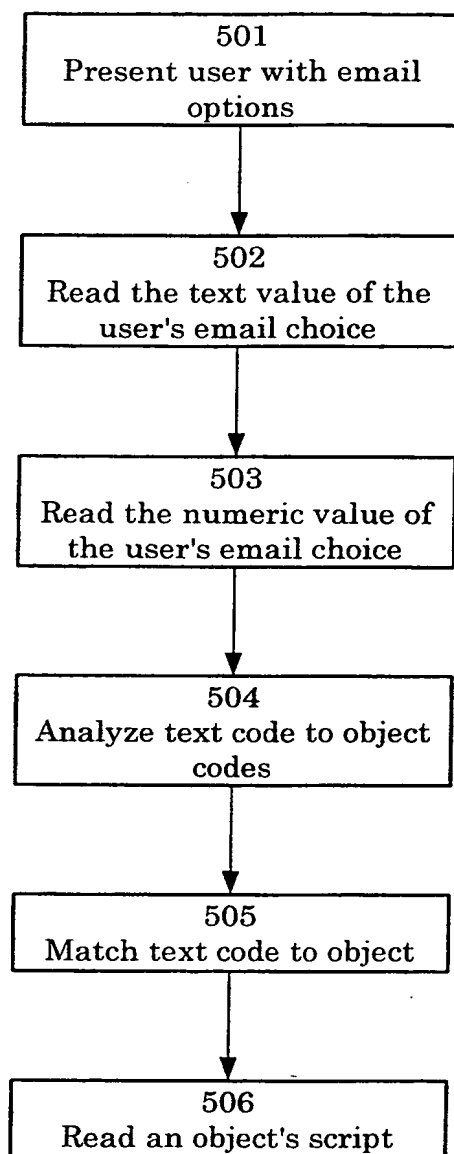 501
Present user with email
options
502
Read the text value of the
user's email choice
503
Read the numeric value of
the user's email choice
504
Analyze text code to object
codes
505
Match text code to object
506
Read an object's script